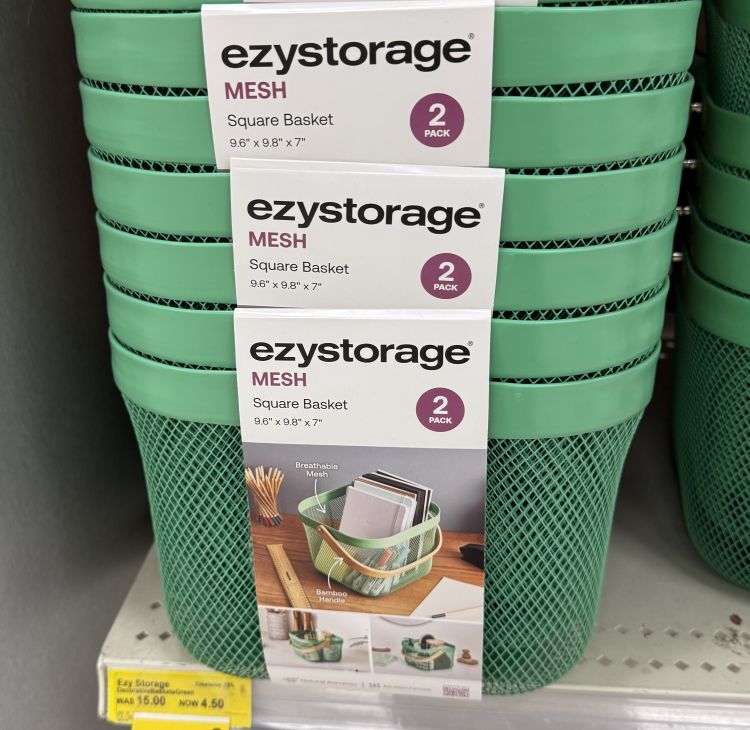 ezystorage®
MESH
Square Basket
9.6" x 9.8" x 7"
2
PACK
ezystorage®
MESH
Square Basket
9.6" x 9.8" x 7"
2
PACK
ezystorage®
MESH
Square Basket
9.6" x 9.8" x 7"
2
PACK
Breathable
Mesh
Bamboo
Handle
Ezy Storage
Clearance
WAS 15.00 NOW 4.50